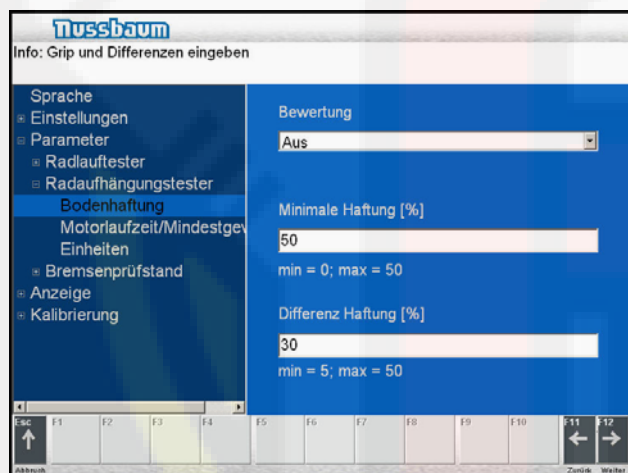 Nussbaum
Info: Grip und Differenzen eingeben
Sprache
Einstellungen
Parameter
Radlauftester
Radaufhängungstester
Bodenhaftung
Motorlaufzeit/Mindestgev
Einheiten
Bremsenprüfstand
Anzeige
Kalibrierung
Bewertung
Aus
Minimale Haftung [%]
50
min = 0; max = 50
Differenz Haftung [%]
30
min = 5; max = 50
Esc F1 F2 F3 F4 F5 F6 F7 F8 F9 F10 F11 F12
Abbruch Zurück Weiter